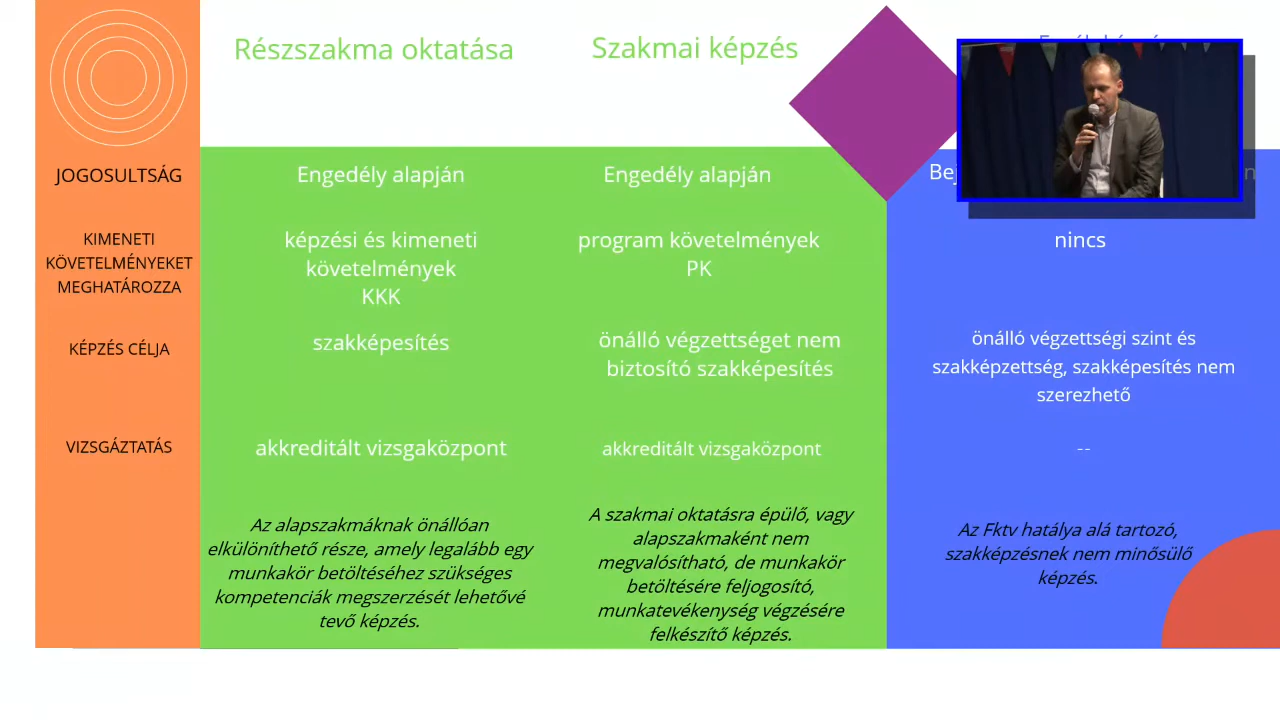 Részszakma oktatása
Szakmai képzés
JOGOSULTSÁG
Engedély alapján
Engedély alapján
KIMENETI
KÖVETELMÉNYEKET
MEGHATÁROZZA
képzési és kimeneti
követelmények
KKK
program követelmények
PK
nincs
KÉPZÉS CÉLJA
szakképesítés
önálló végzettséget nem
biztosító szakképesítés
önálló végzettségi szint és
szakképzettség, szakképesítés nem
szerezhető
VIZSGÁZTATÁS
akkreditált vizsgaközpont
akkreditált vizsgaközpont
--
Az alapszakmáknak önállóan
elkülöníthető része, amely legalább egy
munkakör betöltéséhez szükséges
kompetenciák megszerzését lehetővé
tevő képzés.
A szakmai oktatásra épülő, vagy
alapszakmaként nem
megvalósítható, de munkakör
betöltésére feljogosító,
munkatevékenység végzésére
felkészítő képzés.
Az Fktv hatálya alá tartozó,
szakképzésnek nem minősülő
képzés.